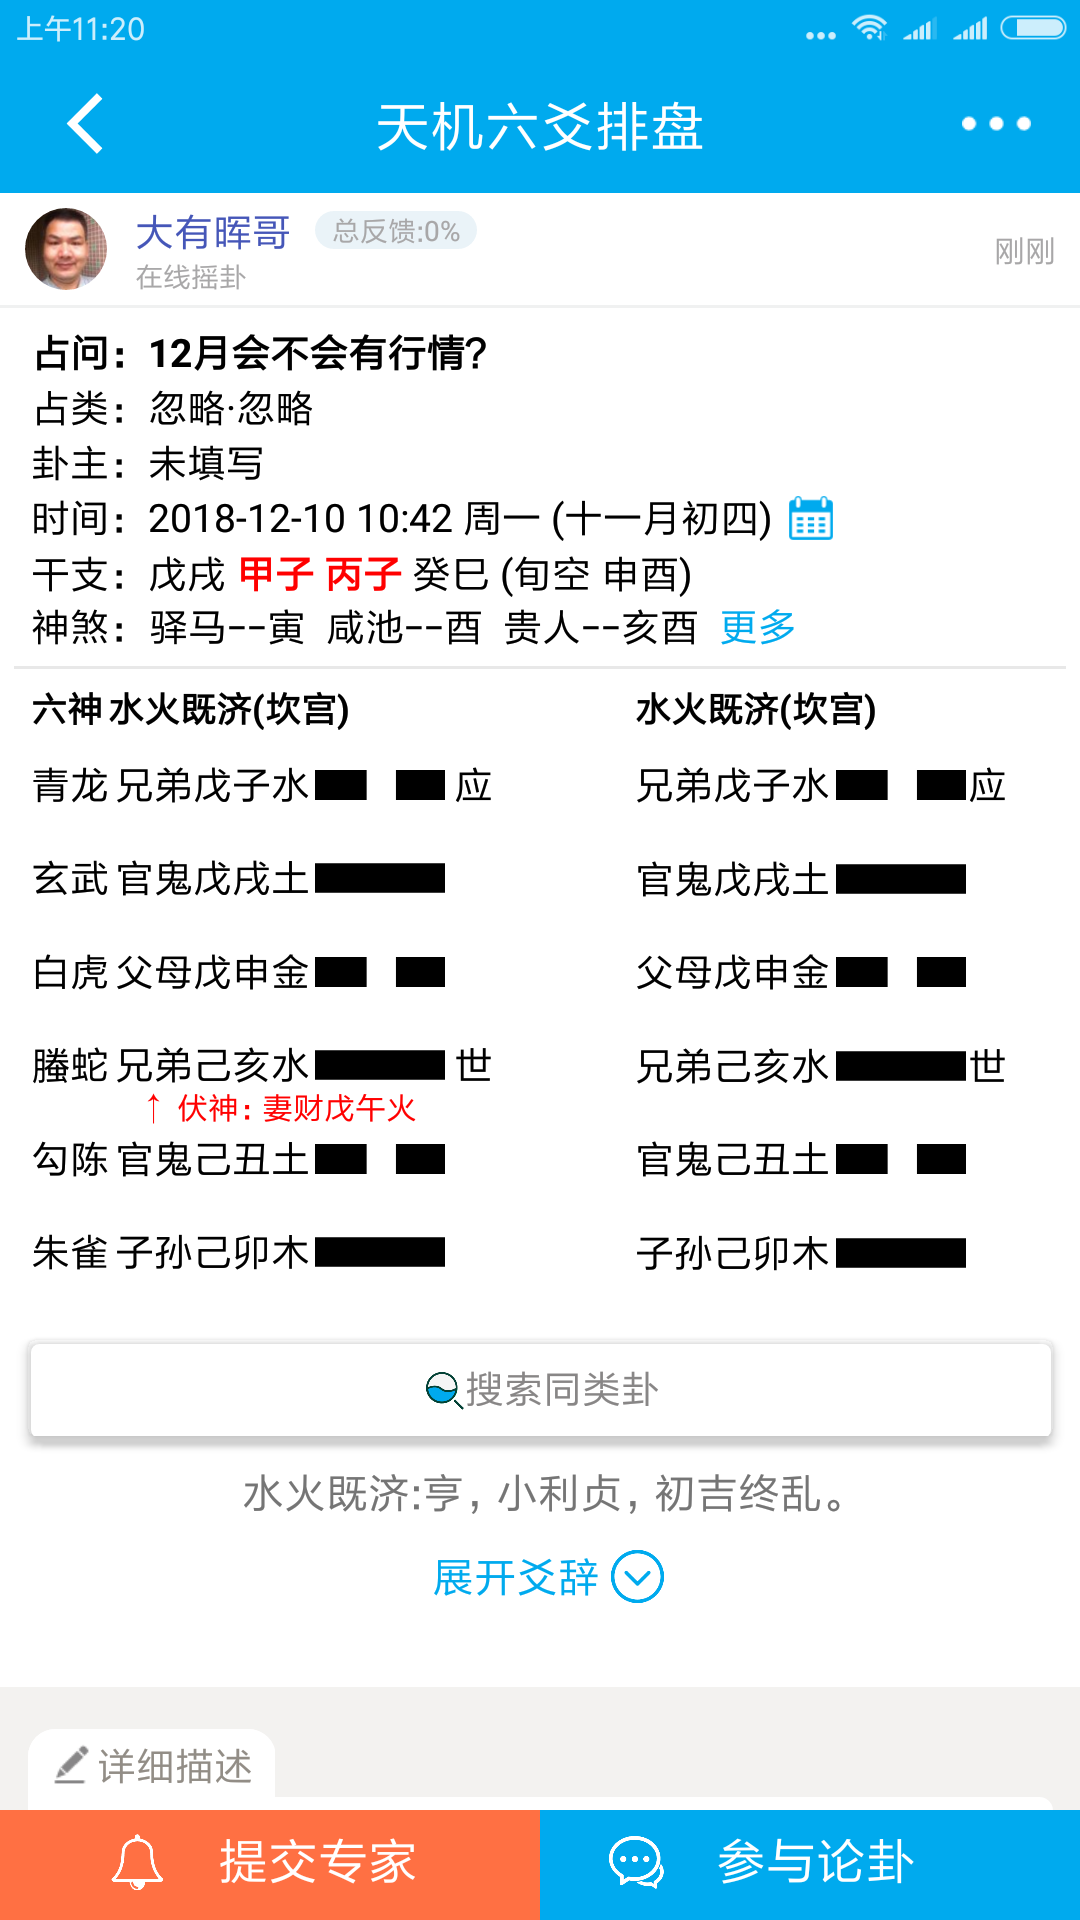 上午11:20
天机六爻排盘
大有晖哥 总反馈:0%
在线摇卦
刚刚
占问：12月会不会有行情？
占类：忽略·忽略
卦主：未填写
时间：2018-12-10 10:42 周一 (十一月初四)
干支：戊戌 甲子 丙子 癸巳 (旬空 申酉)
神煞：驿马--寅 咸池--酉 贵人--亥酉 更多
六神 水火既济(坎宫) 水火既济(坎宫)
青龙 兄弟戊子水 应 兄弟戊子水 应
玄武 官鬼戊戌土 官鬼戊戌土
白虎 父母戊申金 父母戊申金
螣蛇 兄弟己亥水 世 兄弟己亥水 世
↑ 伏神：妻财戊午火
勾陈 官鬼己丑土 官鬼己丑土
朱雀 子孙己卯木 子孙己卯木
搜索同类卦
水火既济:亨，小利贞，初吉终乱。
展开爻辞
详细描述
提交专家 参与论卦